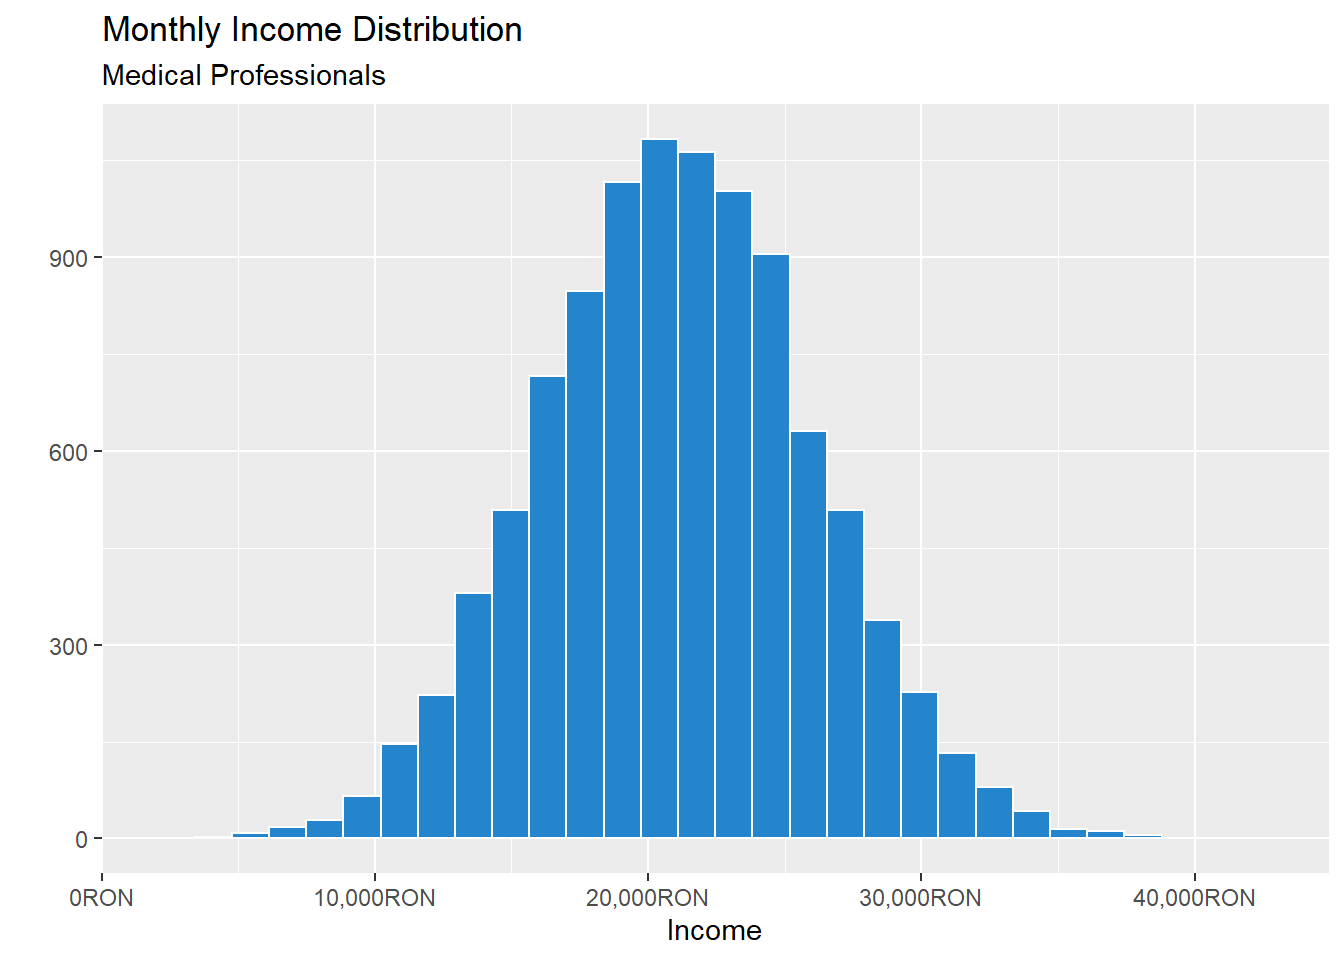 Monthly Income Distribution
Medical Professionals
900
600
300
0
0RON 10,000RON 20,000RON 30,000RON 40,000RON
Income